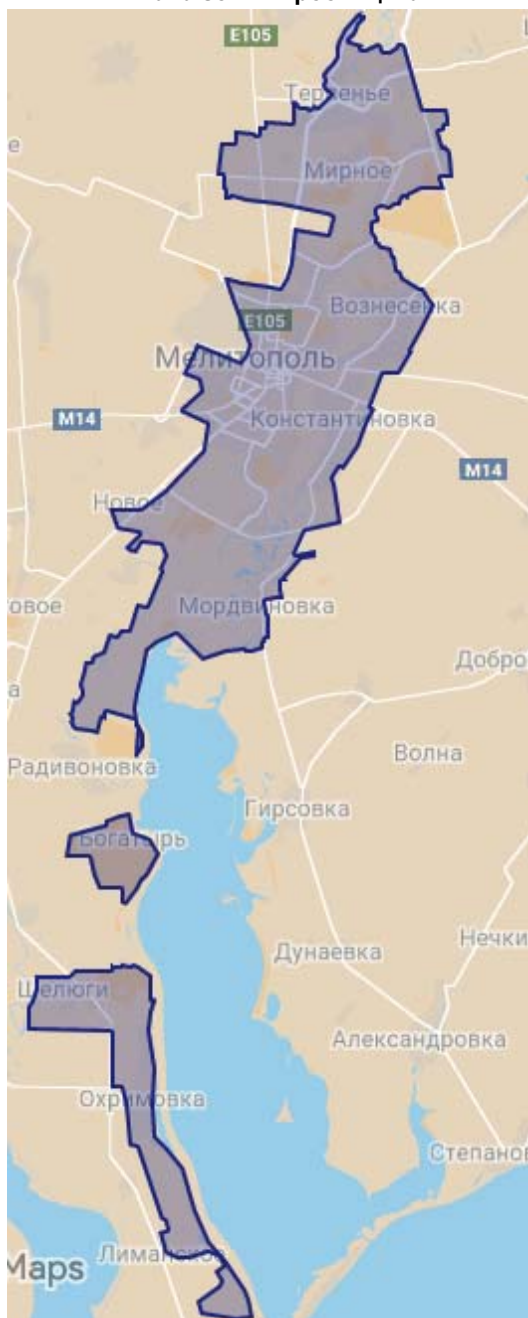 E105
Терпенье
Мирное
Вознесенка
E105
Мелитополь
Константиновка
M14
M14
Новое
Мордвиновка
овое
Добро
а
Волна
Радивоновка
Гирсовка
Богатырь
Нечки
Дунаевка
Шелюги
Александровка
Охримовка
Степанов
Лиманское
Maps